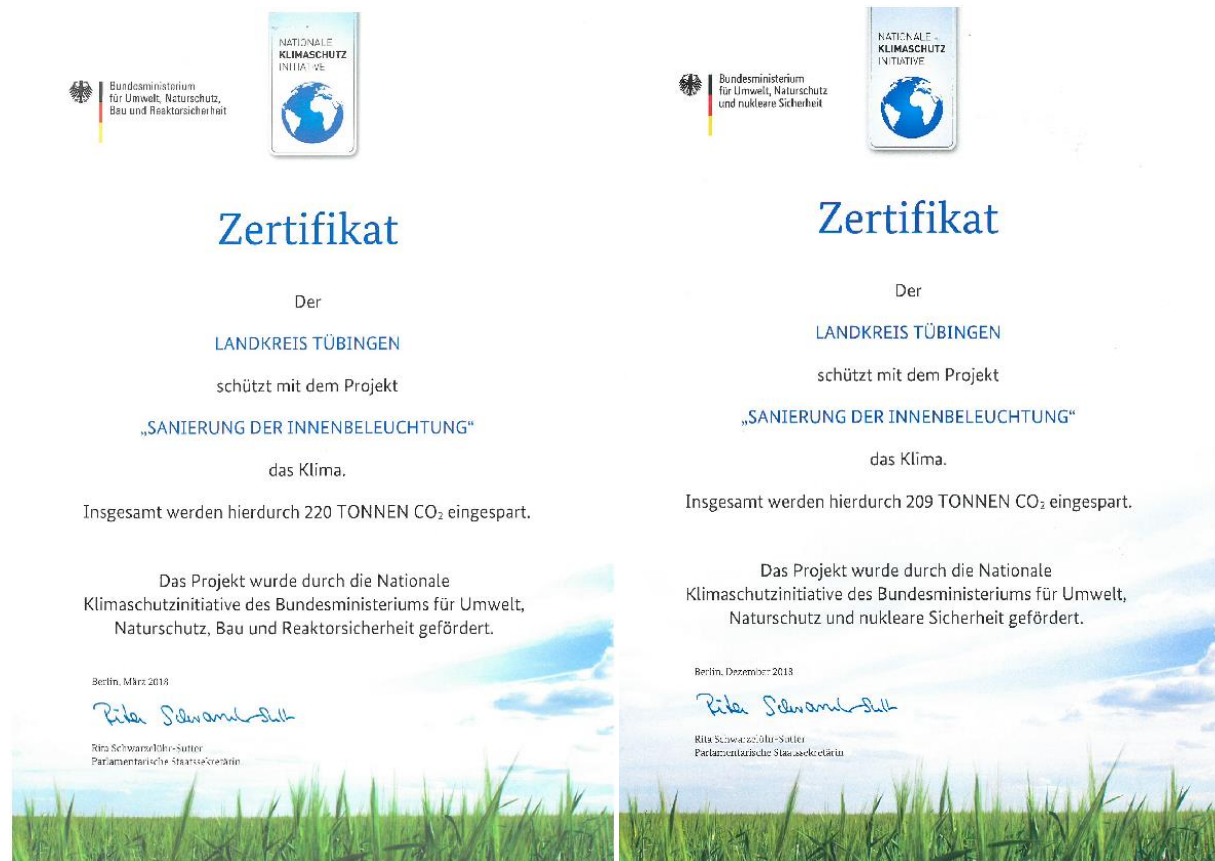 Bundesministerium
für Umwelt, Naturschutz,
Bau und Reaktorsicherheit
NATIONALE
KLIMASCHUTZ
INITIATIVE
Zertifikat
Der
LANDKREIS TÜBINGEN
schützt mit dem Projekt
„SANIERUNG DER INNENBELEUCHTUNG“
das Klima.
Insgesamt werden hierdurch 220 TONNEN CO₂ eingespart.
Das Projekt wurde durch die Nationale
Klimaschutzinitiative des Bundesministeriums für Umwelt,
Naturschutz, Bau und Reaktorsicherheit gefördert.
Berlin, März 2018
Rita Schwarzelühr-Sutter
Parlamentarische Staatssekretärin
Bundesministerium
für Umwelt, Naturschutz
und nukleare Sicherheit
NATIONALE
KLIMASCHUTZ
INITIATIVE
Zertifikat
Der
LANDKREIS TÜBINGEN
schützt mit dem Projekt
„SANIERUNG DER INNENBELEUCHTUNG“
das Klima.
Insgesamt werden hierdurch 209 TONNEN CO₂ eingespart.
Das Projekt wurde durch die Nationale
Klimaschutzinitiative des Bundesministeriums für Umwelt,
Naturschutz und nukleare Sicherheit gefördert.
Berlin, Dezember 2018
Rita Schwarzelühr-Sutter
Parlamentarische Staatssekretärin